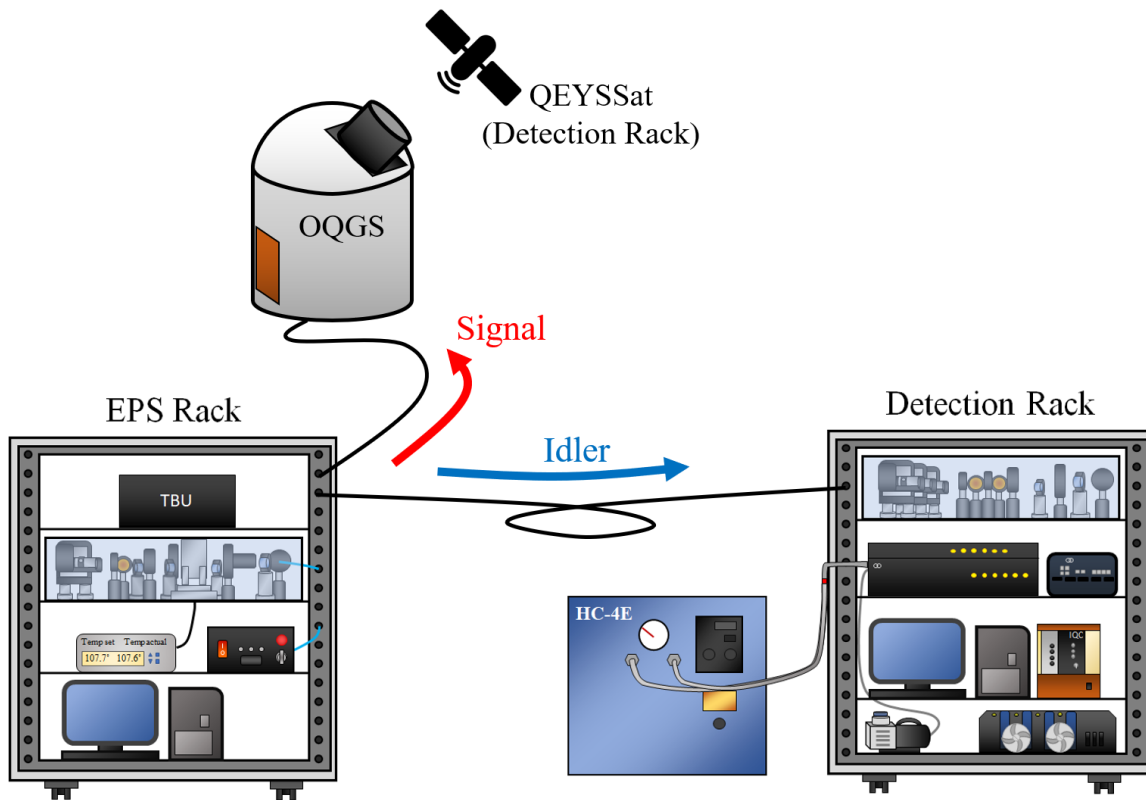 QEYSSat
(Detection Rack)
OQGS
Signal
EPS Rack
Idler
Detection Rack
TBU
HC-4E
Temp set Temp actual
107.7° 107.6°
IQC